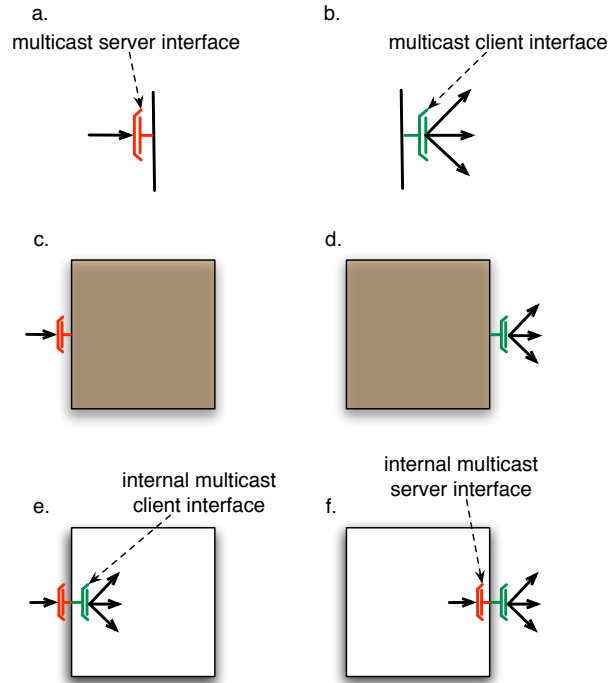 a.
multicast server interface
b.
multicast client interface
c.
d.
internal multicast
client interface
e.
internal multicast
server interface
f.